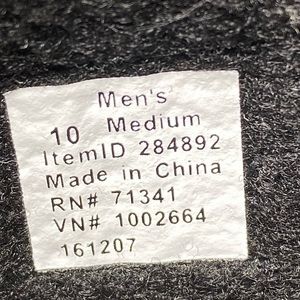 Men's
10 Medium
ItemID 284892
Made in China
RN# 71341
VN# 1002664
161207